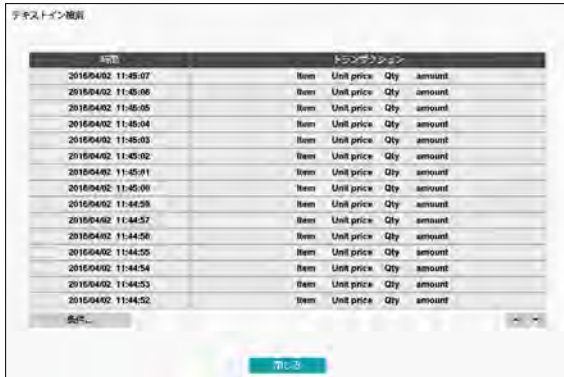 テキストイン検索
時間 トランザクション
2016/04/02 11:45:07 Item Unit price Qty amount
2016/04/02 11:45:06 Item Unit price Qty amount
2016/04/02 11:45:05 Item Unit price Qty amount
2016/04/02 11:45:04 Item Unit price Qty amount
2016/04/02 11:45:03 Item Unit price Qty amount
2016/04/02 11:45:02 Item Unit price Qty amount
2016/04/02 11:45:01 Item Unit price Qty amount
2016/04/02 11:45:00 Item Unit price Qty amount
2016/04/02 11:44:59 Item Unit price Qty amount
2016/04/02 11:44:57 Item Unit price Qty amount
2016/04/02 11:44:56 Item Unit price Qty amount
2016/04/02 11:44:55 Item Unit price Qty amount
2016/04/02 11:44:54 Item Unit price Qty amount
2016/04/02 11:44:53 Item Unit price Qty amount
2016/04/02 11:44:52 Item Unit price Qty amount
条件...
閉じる